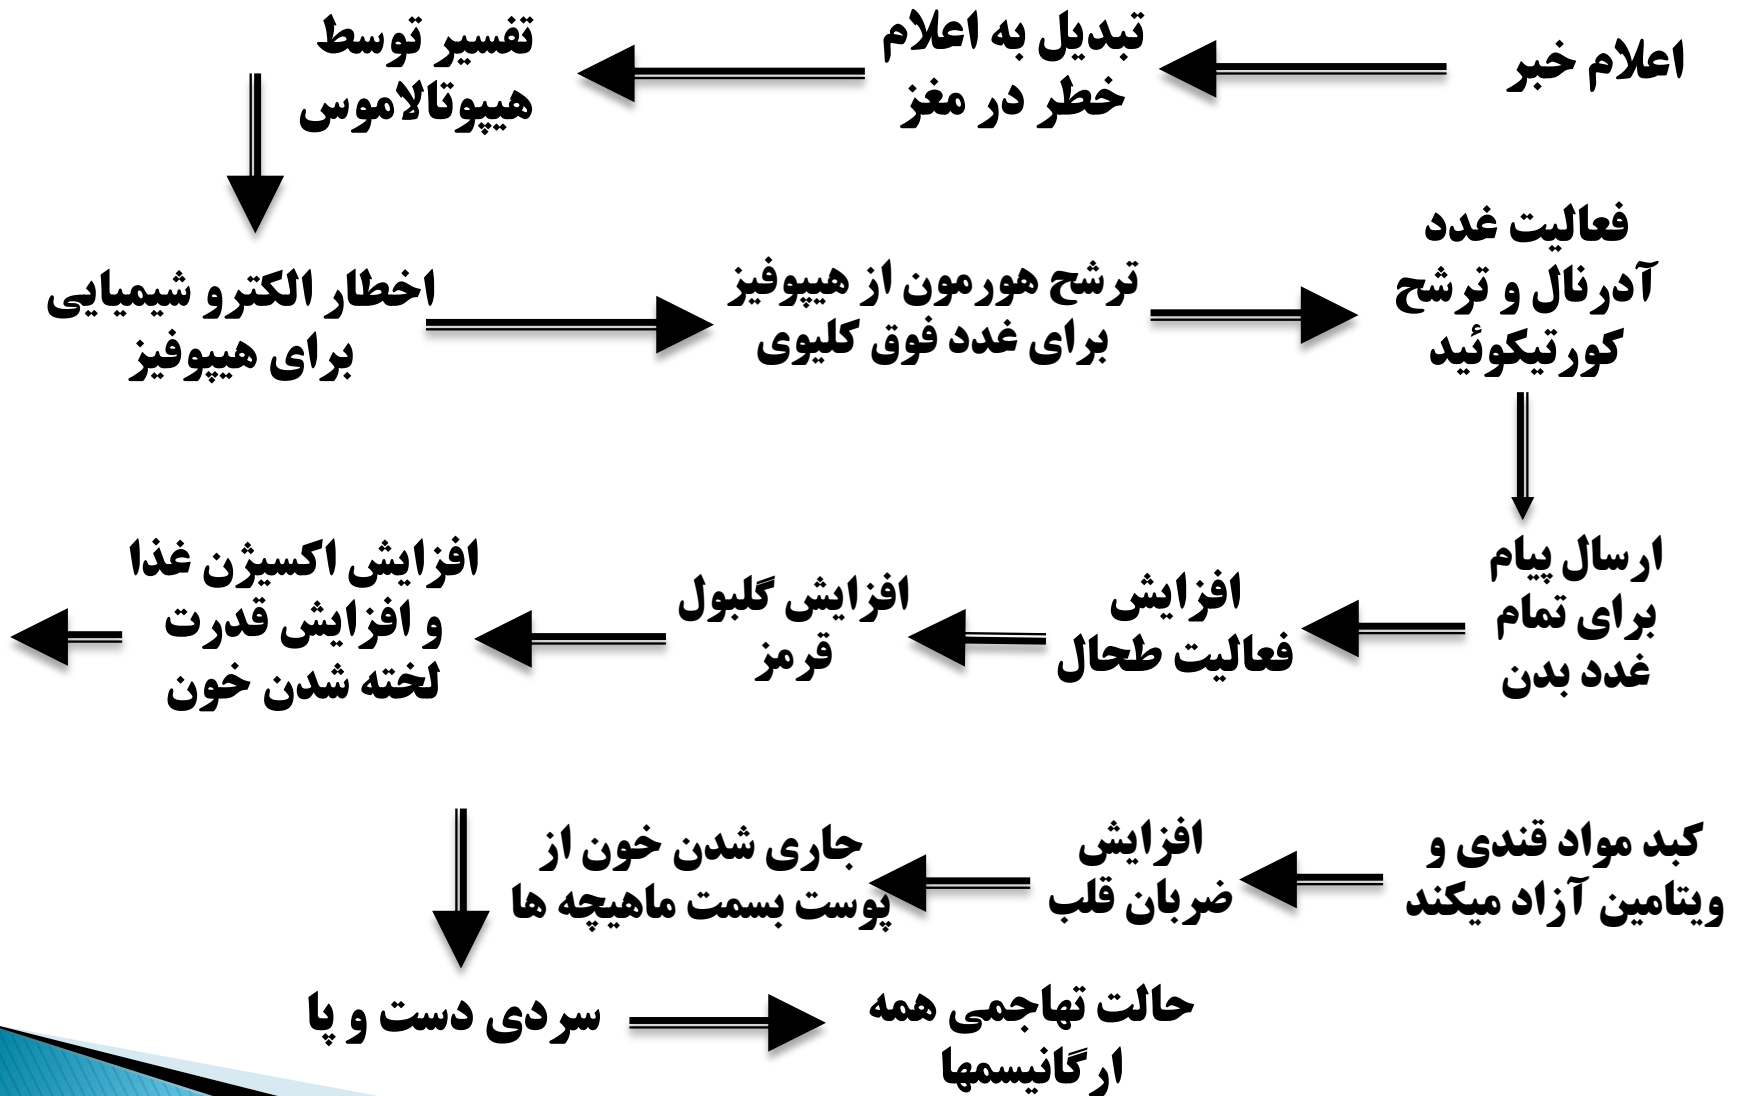 اعلام خبر
تبدیل به اعلام
خطر در مغز
تفسیر توسط
هیپوتالاموس
اخطار الکترو شیمیایی
برای هیپوفیز
ترشح هورمون از هیپوفیز
برای غدد فوق کلیوی
فعالیت غدد
آدرنال و ترشح
کورتیکوئید
ارسال پیام
برای تمام
غدد بدن
افزایش
فعالیت طحال
افزایش گلبول
قرمز
افزایش اکسیژن غذا
و افزایش قدرت
لخته شدن خون
کبد مواد قندی و
ویتامین آزاد میکند
افزایش
ضربان قلب
جاری شدن خون از
پوست بسمت ماهیچه ها
سردی دست و پا
حالت تهاجمی همه
ارگانیسمها